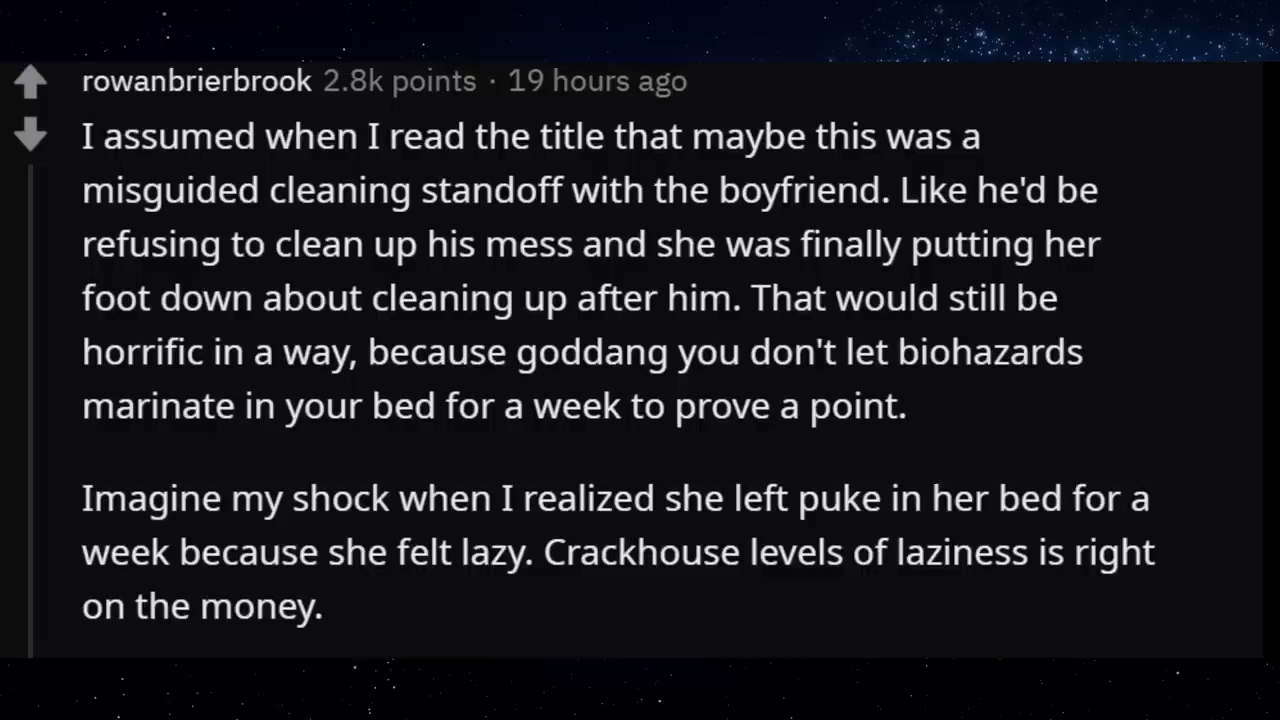 rowanbrierbrook 2.8k points · 19 hours ago
I assumed when I read the title that maybe this was a
misguided cleaning standoff with the boyfriend. Like he'd be
refusing to clean up his mess and she was finally putting her
foot down about cleaning up after him. That would still be
horrific in a way, because goddang you don't let biohazards
marinate in your bed for a week to prove a point.
Imagine my shock when I realized she left puke in her bed for a
week because she felt lazy. Crackhouse levels of laziness is right
on the money.